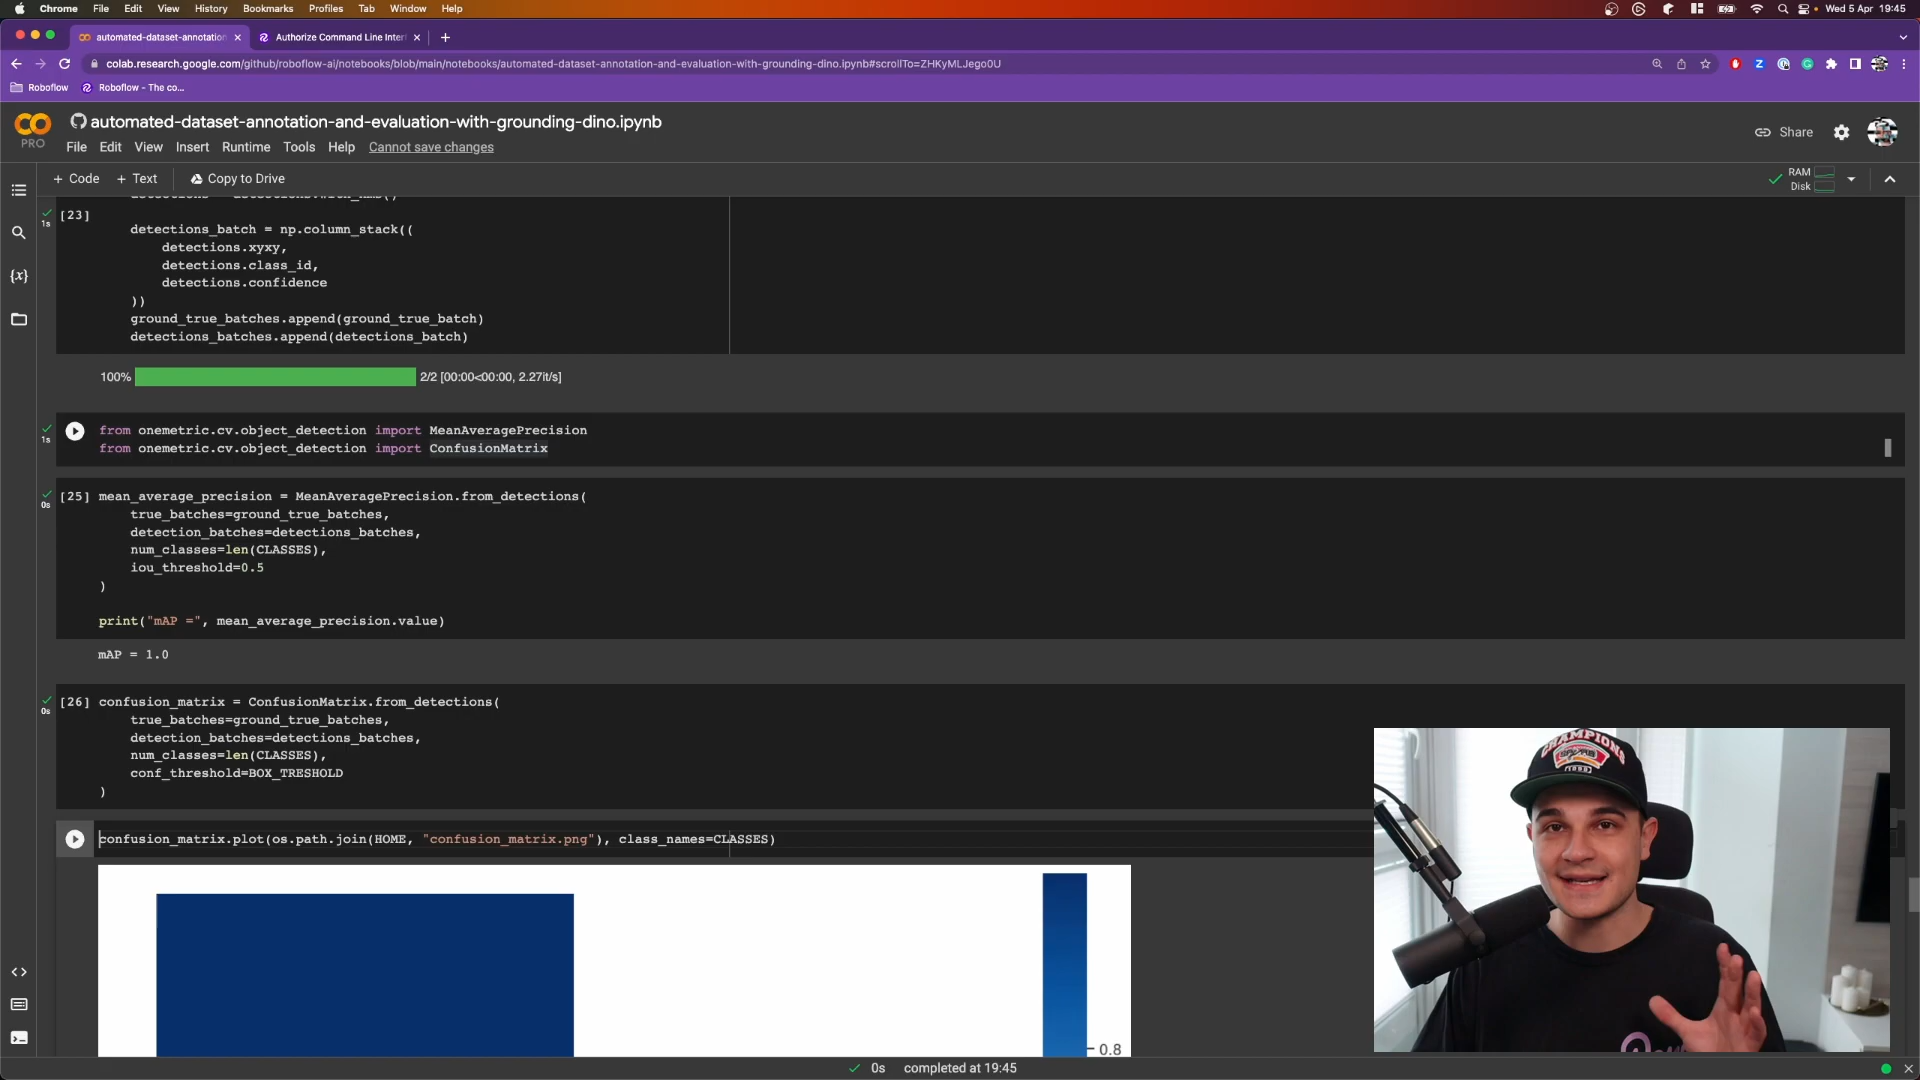 Chrome File Edit View History Bookmarks Profiles Tab Window Help Wed 5 Apr 19:45
automated-dataset-annotation Authorize Command Line Interf
colab.research.google.com/github/roboflow-ai/notebooks/blob/main/notebooks/automated-dataset-annotation-and-evaluation-with-grounding-dino.ipynb#scrollTo=ZHKyMLJego0U
Roboflow Roboflow - The co...
automated-dataset-annotation-and-evaluation-with-grounding-dino.ipynb
PRO
Share
File Edit View Insert Runtime Tools Help Cannot save changes
+ Code + Text Copy to Drive
RAM
Disk
{x}
[23]
1s
detections_batch = np.column_stack((
detections.xyxy,
detections.class_id,
detections.confidence
))
ground_true_batches.append(ground_true_batch)
detections_batches.append(detections_batch)
100% 2/2 [00:00<00:00, 2.27it/s]
1s
from onemetric.cv.object_detection import MeanAveragePrecision
from onemetric.cv.object_detection import ConfusionMatrix
[25] mean_average_precision = MeanAveragePrecision.from_detections(
0s
true_batches=ground_true_batches,
detection_batches=detections_batches,
num_classes=len(CLASSES),
iou_threshold=0.5
)
print("mAP =", mean_average_precision.value)
mAP = 1.0
[26] confusion_matrix = ConfusionMatrix.from_detections(
0s
true_batches=ground_true_batches,
detection_batches=detections_batches,
num_classes=len(CLASSES),
conf_threshold=BOX_TRESHOLD
)
confusion_matrix.plot(os.path.join(HOME, "confusion_matrix.png"), class_names=CLASSES)
0.8
CHAMPIONS
0s completed at 19:45